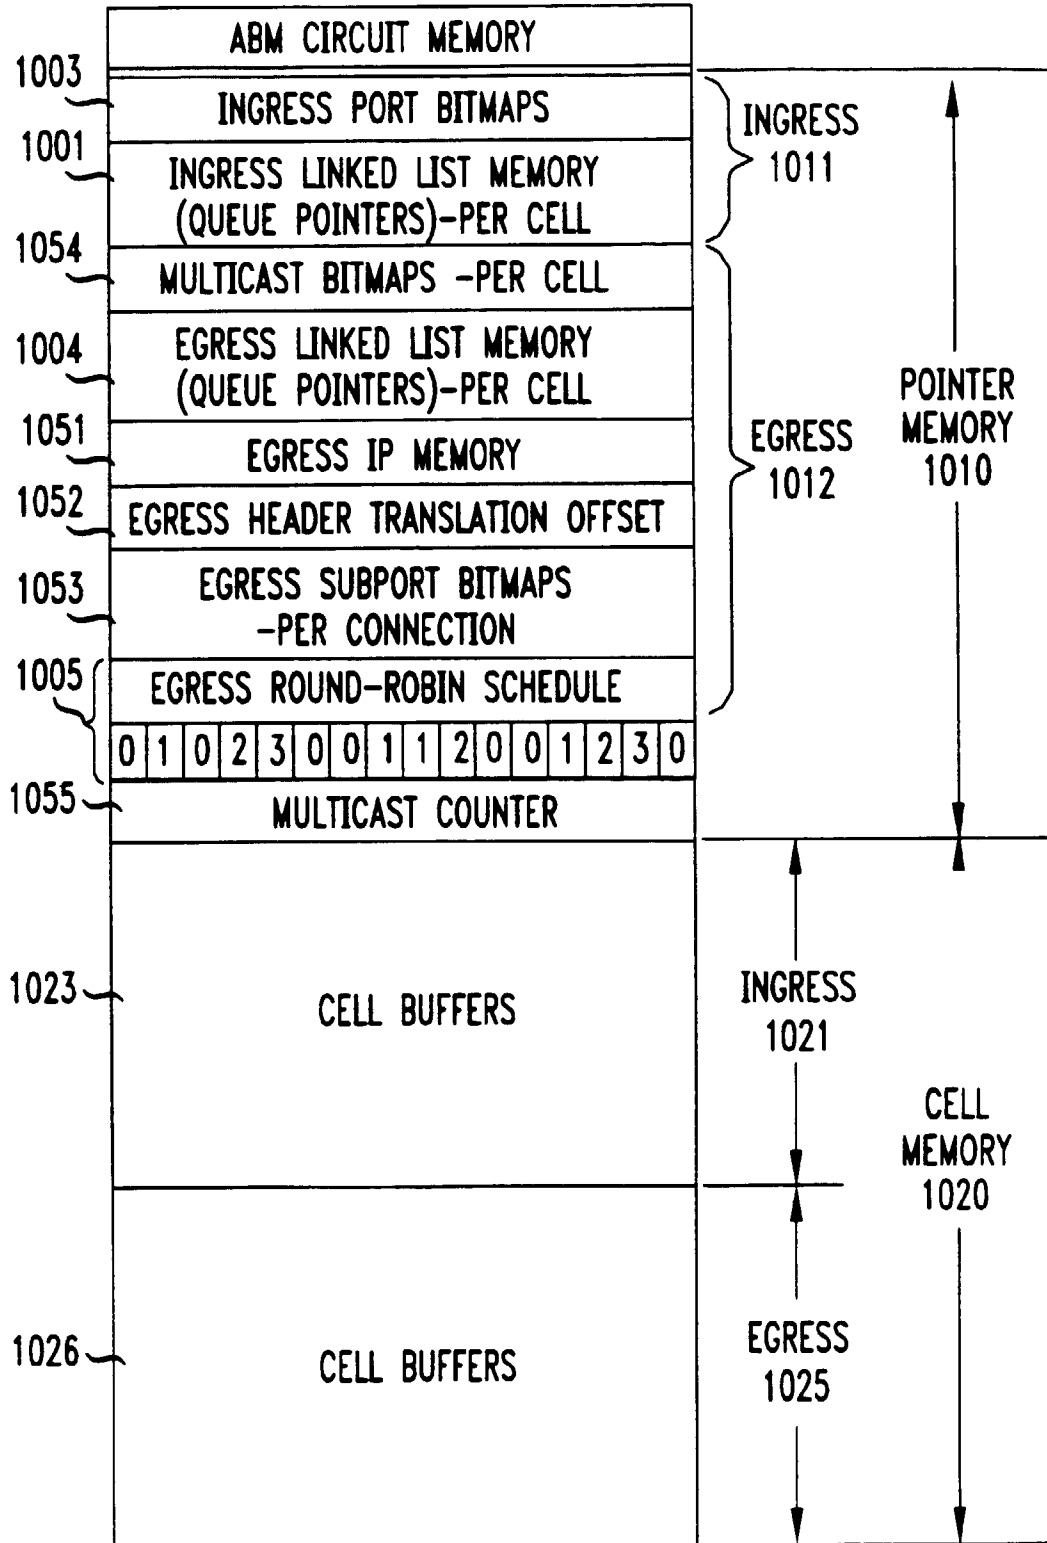 ABM CIRCUIT MEMORY
1003
INGRESS PORT BITMAPS
1001
INGRESS LINKED LIST MEMORY
(QUEUE POINTERS)-PER CELL
INGRESS
1011
1054
MULTICAST BITMAPS -PER CELL
1004
EGRESS LINKED LIST MEMORY
(QUEUE POINTERS)-PER CELL
1051
EGRESS IP MEMORY
1052
EGRESS HEADER TRANSLATION OFFSET
1053
EGRESS SUBPORT BITMAPS
-PER CONNECTION
1005
EGRESS ROUND-ROBIN SCHEDULE
0 1 0 2 3 0 0 1 1 2 0 0 1 2 3 0
EGRESS
1012
POINTER
MEMORY
1010
1055
MULTICAST COUNTER
1023
CELL BUFFERS
INGRESS
1021
1026
CELL BUFFERS
EGRESS
1025
CELL
MEMORY
1020